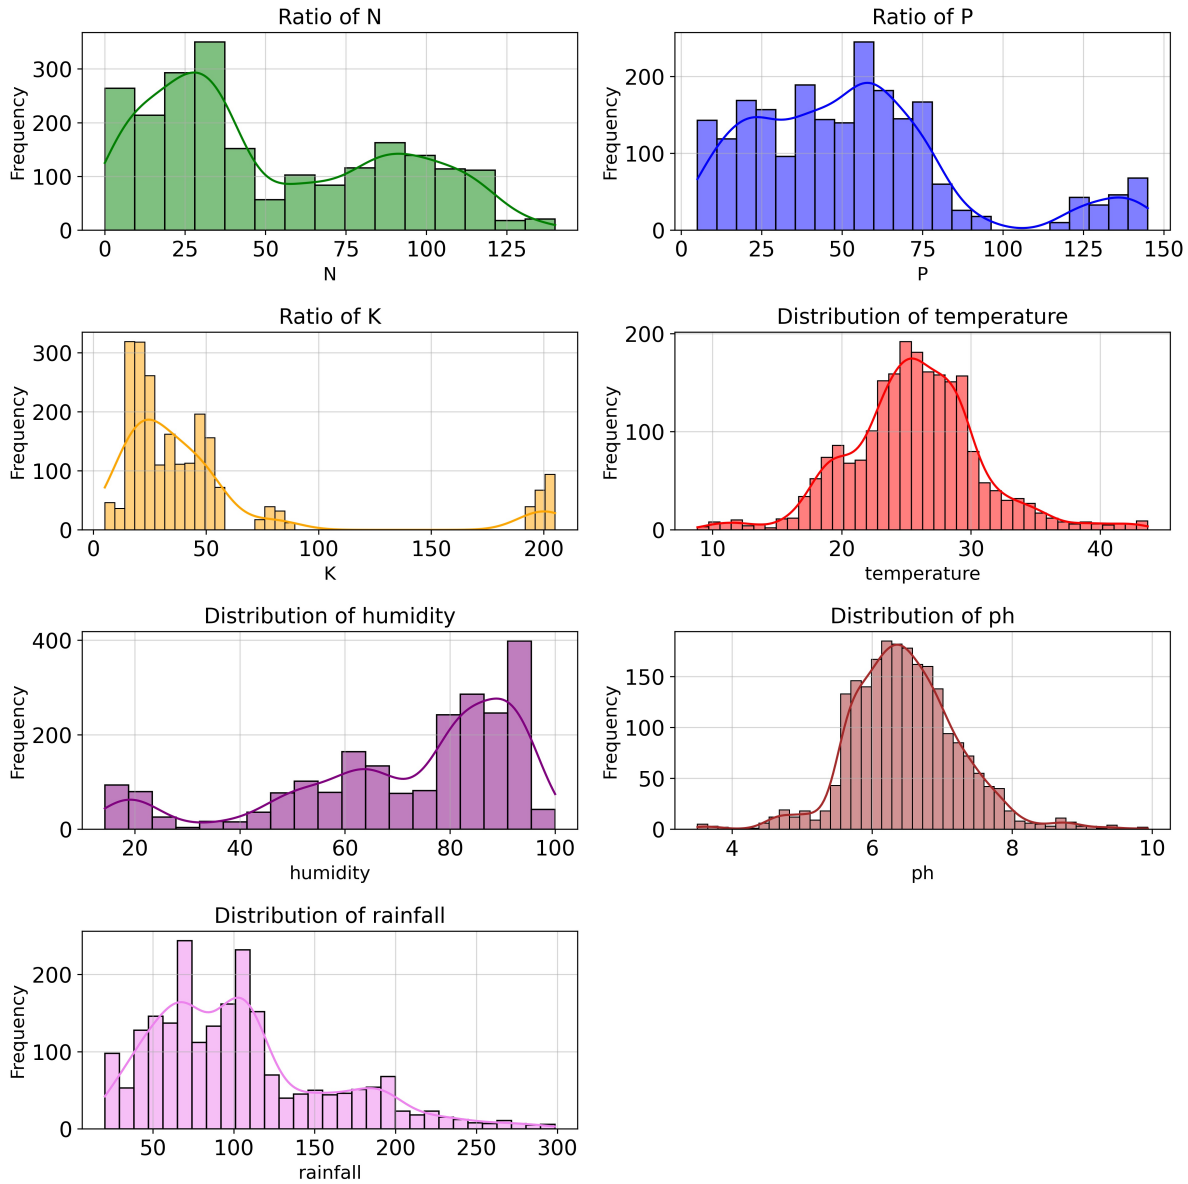 Ratio of N
Frequency
300
200
100
0
0 25 50 75 100 125
N
Ratio of P
Frequency
200
100
0
0 25 50 75 100 125 150
P
Ratio of K
Frequency
300
200
100
0
0 50 100 150 200
K
Distribution of temperature
Frequency
200
100
0
10 20 30 40
temperature
Distribution of humidity
Frequency
400
200
0
20 40 60 80 100
humidity
Distribution of ph
Frequency
150
100
50
0
4 6 8 10
ph
Distribution of rainfall
Frequency
200
100
0
50 100 150 200 250 300
rainfall